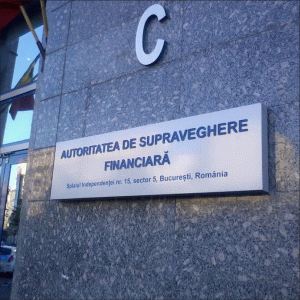 C
AUTORITATEA DE SUPRAVEGHERE
FINANCIARĂ
Splaiul Independenței nr. 15, sector 5, București, România